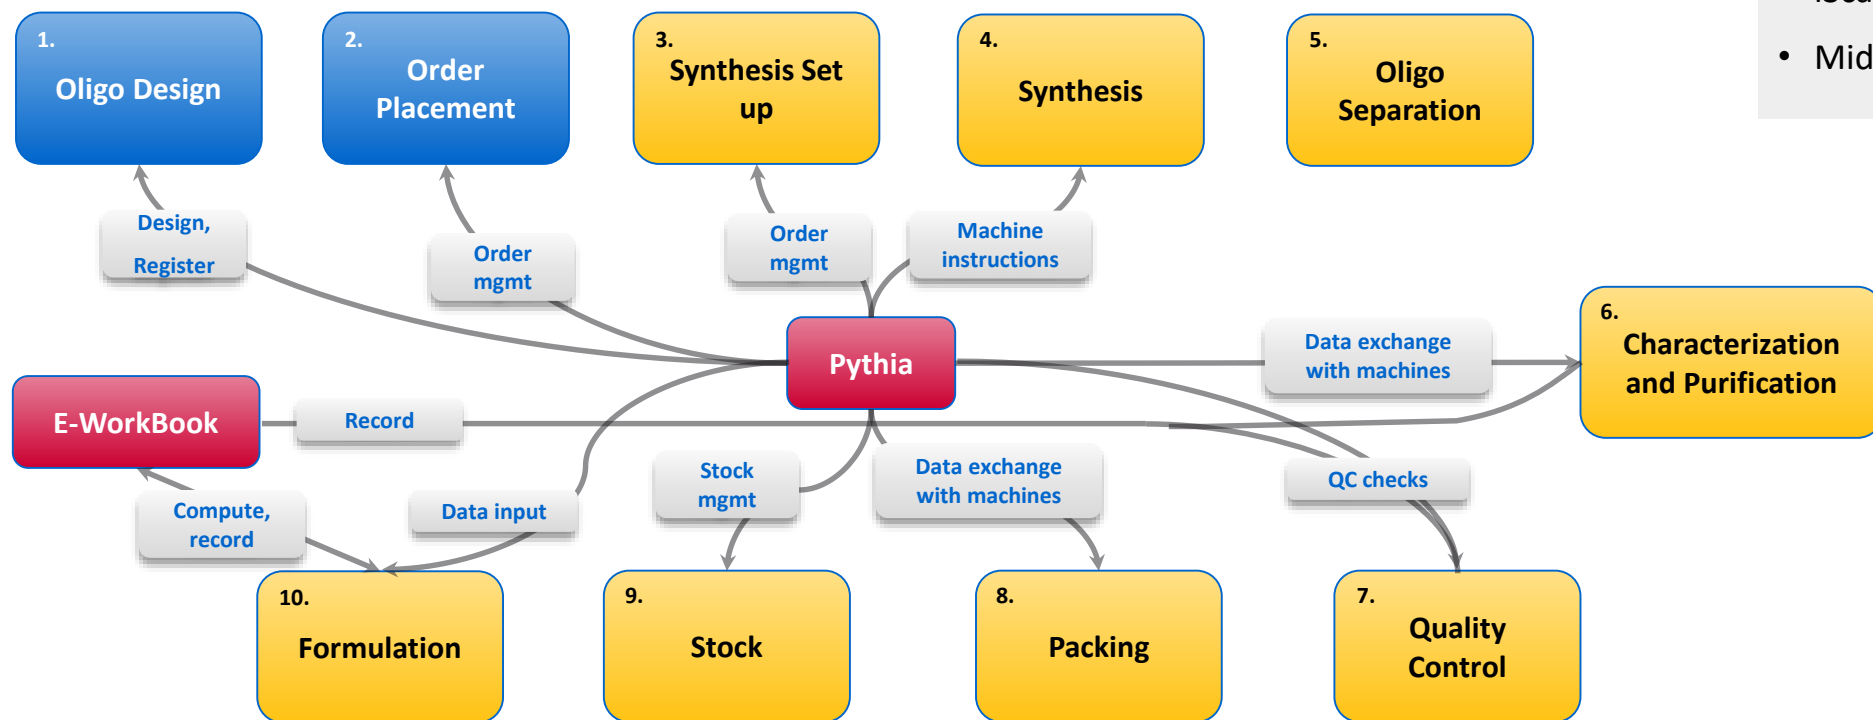 1.
Oligo Design
2.
Order
Placement
3.
Synthesis Set
up
4.
Synthesis
5.
Oligo
Separation
• Mid
Design,
Register
Order
mgmt
Order
mgmt
Machine
instructions
Pythia
Data exchange
with machines
6.
Characterization
and Purification
E-WorkBook
Record
Compute,
record
Data input
Stock
mgmt
Data exchange
with machines
QC checks
10.
Formulation
9.
Stock
8.
Packing
7.
Quality
Control